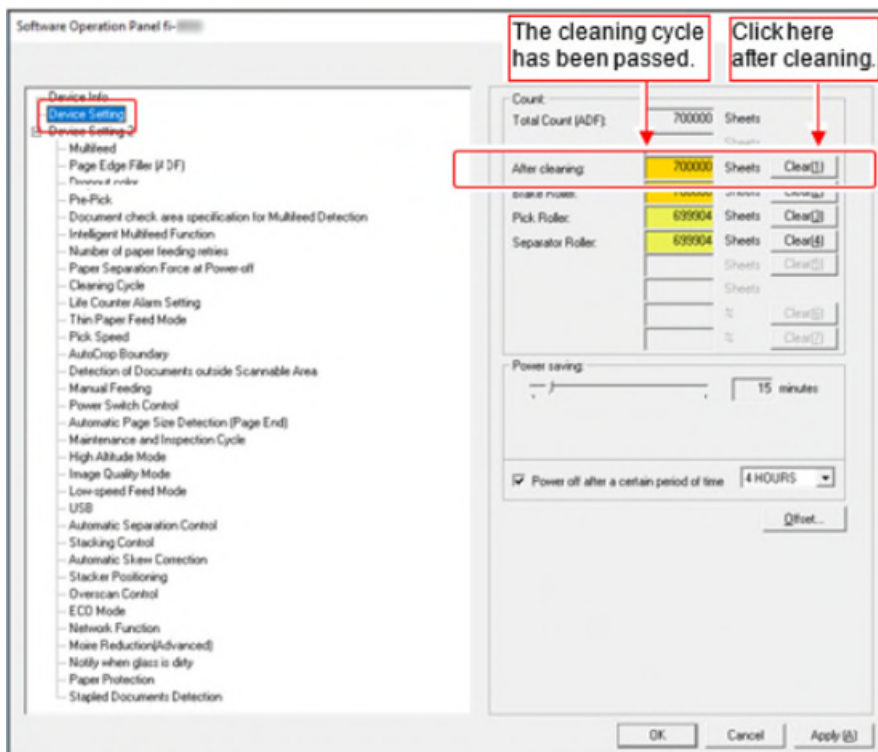 Software Operation Panel fi-
The cleaning cycle
has been passed.
Click here
after cleaning.
Device Info
Device Setting
Device Setting 2
Multifeed
Page Edge Filler (ADF)
Dropout color
Pre-Pick
Document check area specification for Multifeed Detection
Intelligent Multifeed Function
Number of paper feeding retries
Paper Separation Force at Power-off
Cleaning Cycle
Life Counter Alarm Setting
Thin Paper Feed Mode
Pick Speed
AutoCrop Boundary
Detection of Documents outside Scannable Area
Manual Feeding
Power Switch Control
Automatic Page Size Detection (Page End)
Maintenance and Inspection Cycle
High Altitude Mode
Image Quality Mode
Low-speed Feed Mode
USB
Automatic Separation Control
Stacking Control
Automatic Skew Correction
Stacker Positioning
Overscan Control
ECO Mode
Network Function
Moire Reduction(Advanced)
Notify when glass is dirty
Paper Protection
Stapled Documents Detection
Count:
Total Count (ADF): 700000 Sheets
Sheets
After cleaning: 700000 Sheets Clear(1)
Brake Roller: 700000 Sheets Clear(2)
Pick Roller: 699904 Sheets Clear(3)
Separator Roller: 699904 Sheets Clear(4)
Sheets Clear(5)
Sheets
% Clear(6)
% Clear(7)
Power saving:
15 minutes
Power off after a certain period of time 4 HOURS
Offset...
OK Cancel Apply (A)